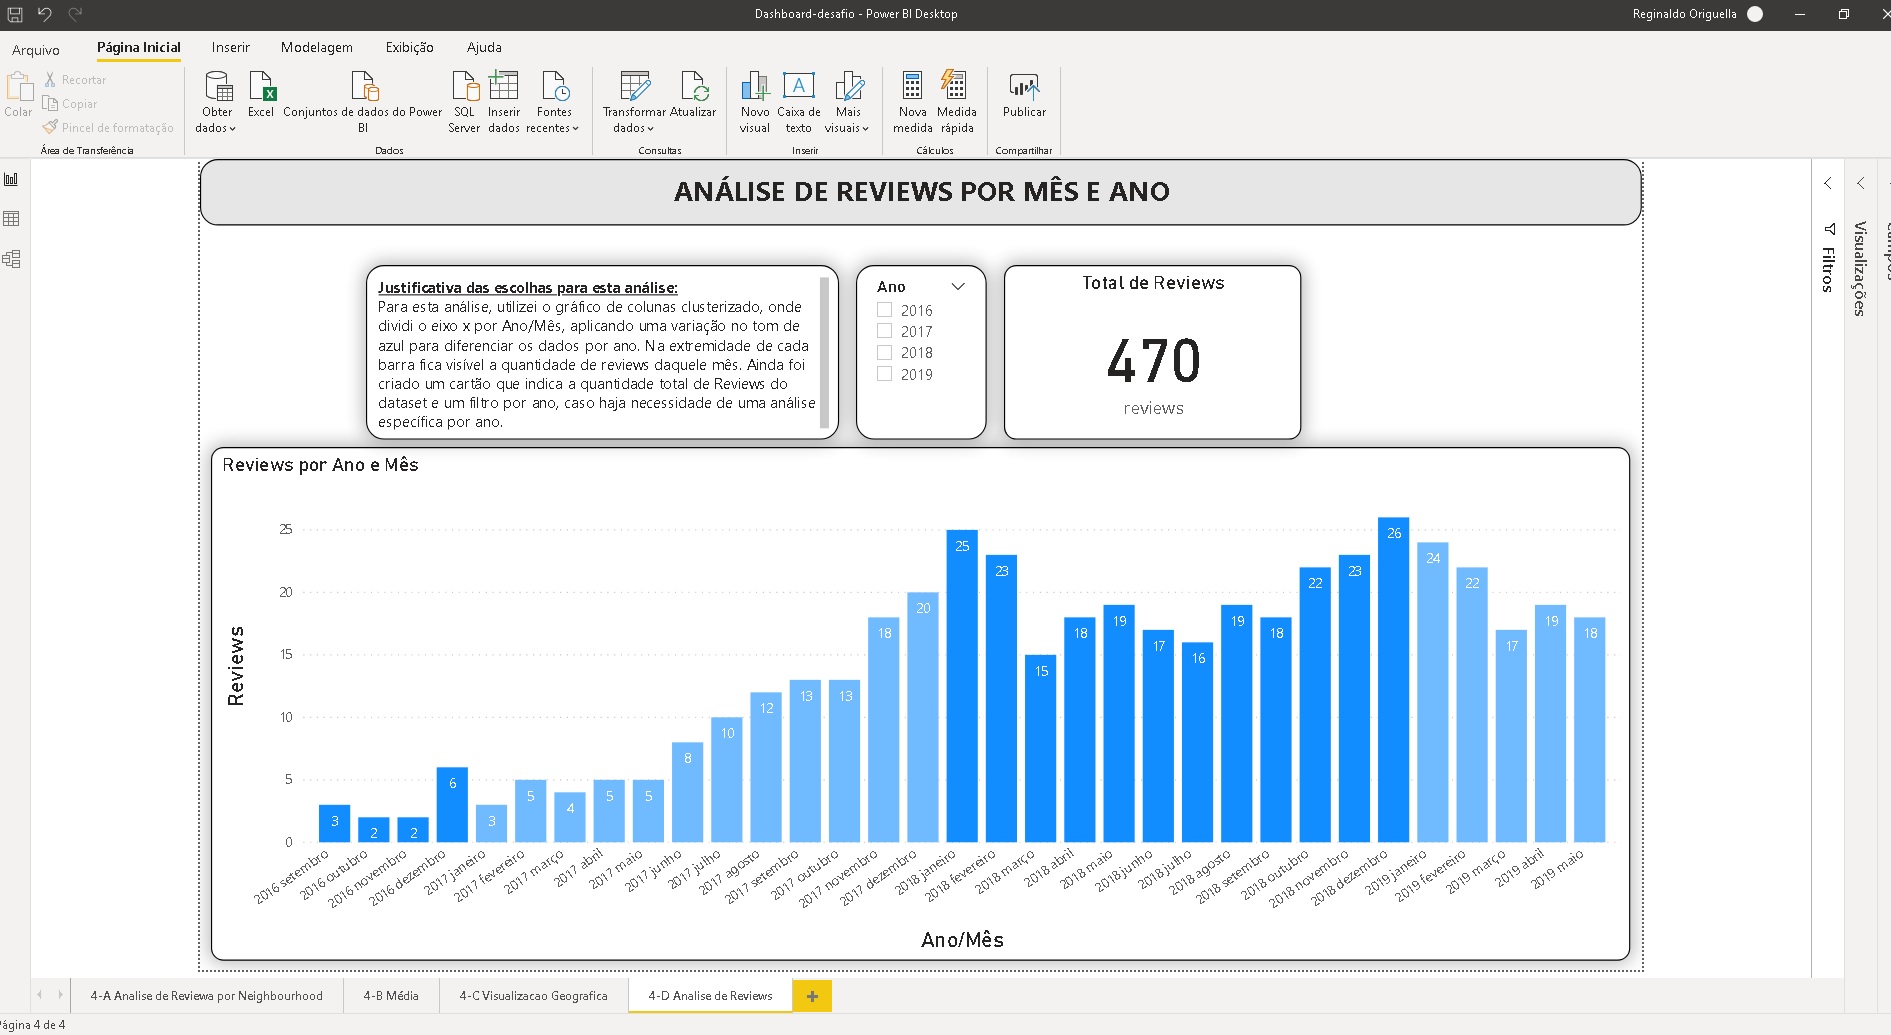 Dashboard-desafio - Power BI Desktop
Reginaldo Origuella
Arquivo
Página Inicial
Inserir
Modelagem
Exibição
Ajuda
Colar
Recortar
Copiar
Pincel de formatação
Área de Transferência
Obter
dados
Excel
Conjuntos de dados do Power
BI
SQL
Server
Inserir
dados
Fontes
recentes
Dados
Transformar
dados
Atualizar
Consultas
Novo
visual
Caixa de
texto
Mais
visuais
Inserir
Nova
medida
Medida
rápida
Cálculos
Publicar
Compartilhar
ANÁLISE DE REVIEWS POR MÊS E ANO
Justificativa das escolhas para esta análise:
Para esta análise, utilizei o gráfico de colunas clusterizado, onde
dividi o eixo x por Ano/Mês, aplicando uma variação no tom de
azul para diferenciar os dados por ano. Na extremidade de cada
barra fica visível a quantidade de reviews daquele mês. Ainda foi
criado um cartão que indica a quantidade total de Reviews do
dataset e um filtro por ano, caso haja necessidade de uma análise
específica por ano.
Ano
2016
2017
2018
2019
Total de Reviews
470
reviews
Filtros
Visualizações
Reviews por Ano e Mês
Reviews
25
20
15
10
5
0
3
2
2
6
3
5
4
5
5
8
10
12
13
13
18
20
25
23
15
18
19
17
16
19
18
22
23
26
24
22
17
19
18
2016 setembro
2016 outubro
2016 novembro
2016 dezembro
2017 janeiro
2017 fevereiro
2017 março
2017 abril
2017 maio
2017 junho
2017 julho
2017 agosto
2017 setembro
2017 outubro
2017 novembro
2017 dezembro
2018 janeiro
2018 fevereiro
2018 março
2018 abril
2018 maio
2018 junho
2018 julho
2018 agosto
2018 setembro
2018 outubro
2018 novembro
2018 dezembro
2019 janeiro
2019 fevereiro
2019 março
2019 abril
2019 maio
Ano/Mês
4-A Analise de Reviewa por Neighbourhood
4-B Média
4-C Visualizacao Geografica
4-D Analise de Reviews
Página 4 de 4